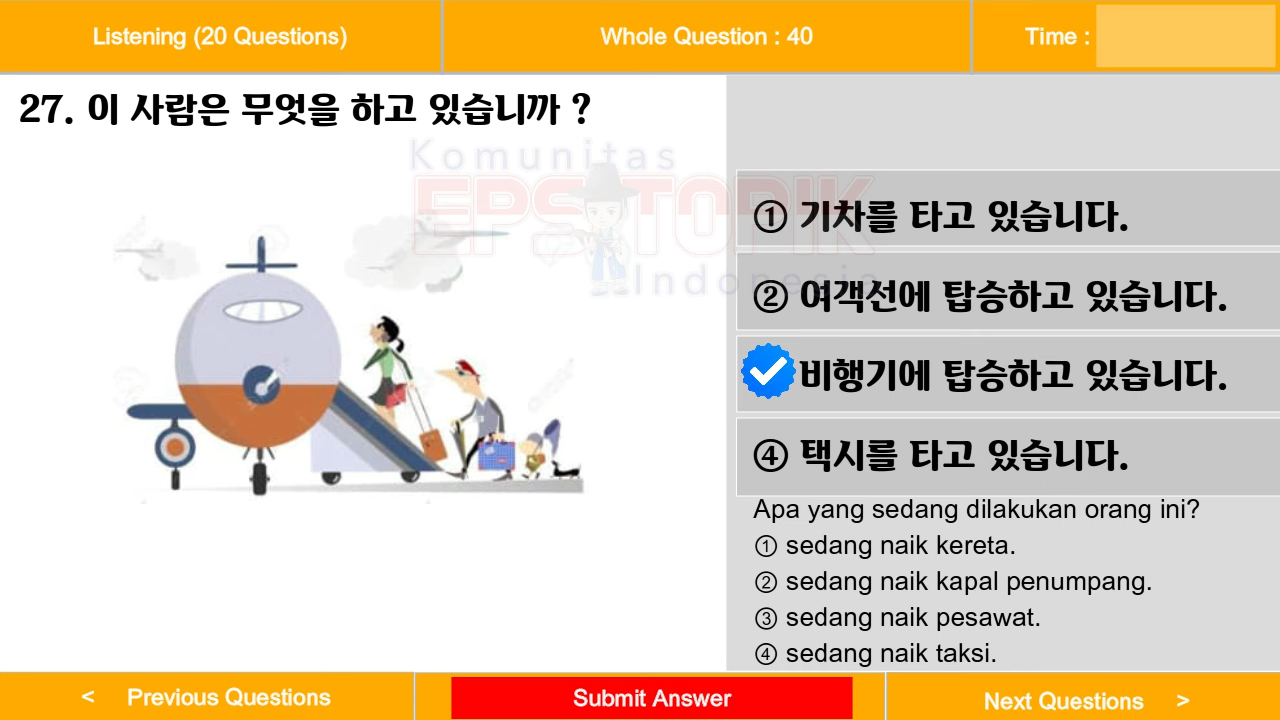 Listening (20 Questions)
Whole Question : 40
Time :
27. 이 사람은 무엇을 하고 있습니까 ?
Komunitas
EPS TOPIK
Indonesia
① 기차를 타고 있습니다.
② 여객선에 탑승하고 있습니다.
비행기에 탑승하고 있습니다.
④ 택시를 타고 있습니다.
Apa yang sedang dilakukan orang ini?
① sedang naik kereta.
② sedang naik kapal penumpang.
③ sedang naik pesawat.
④ sedang naik taksi.
< Previous Questions
Submit Answer
Next Questions >